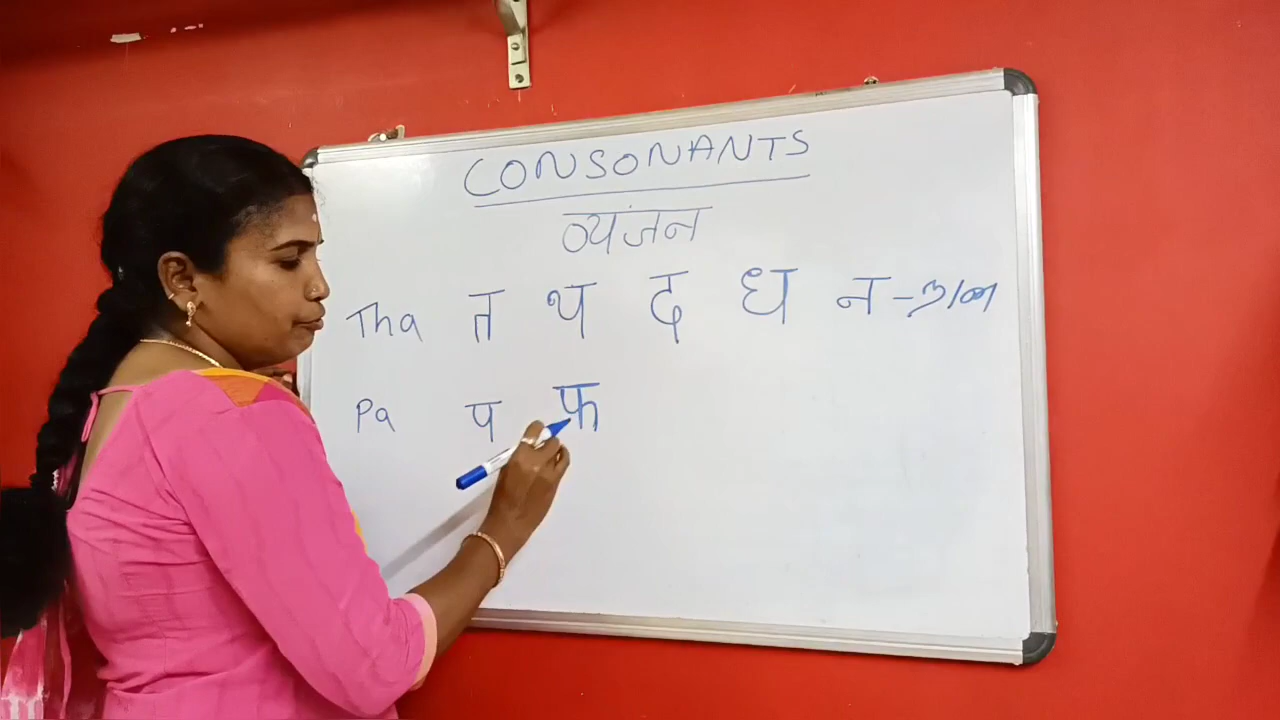 CONSONANTS
व्यंजन
Tha त थ द ध न - ந/ன
Pa प फ